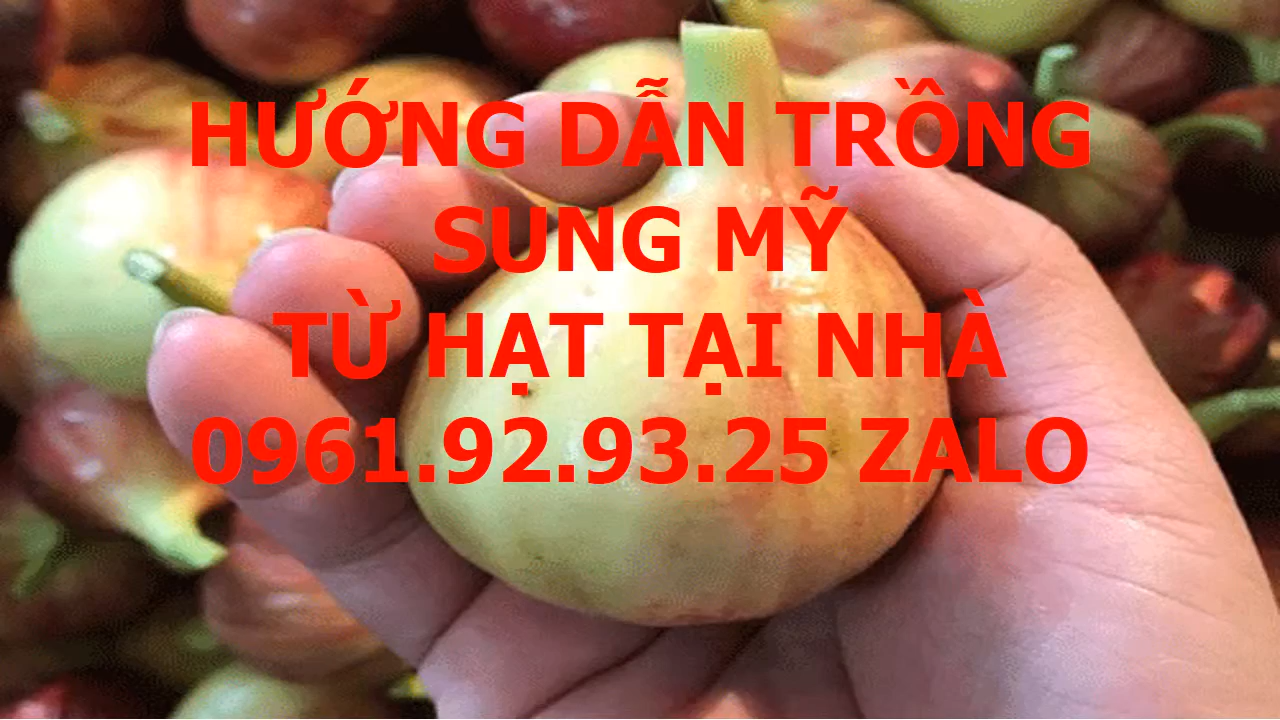 HƯỚNG DẪN TRỒNG
SUNG MỸ
TỪ HẠT TẠI NHÀ
0961.92.93.25 ZALO